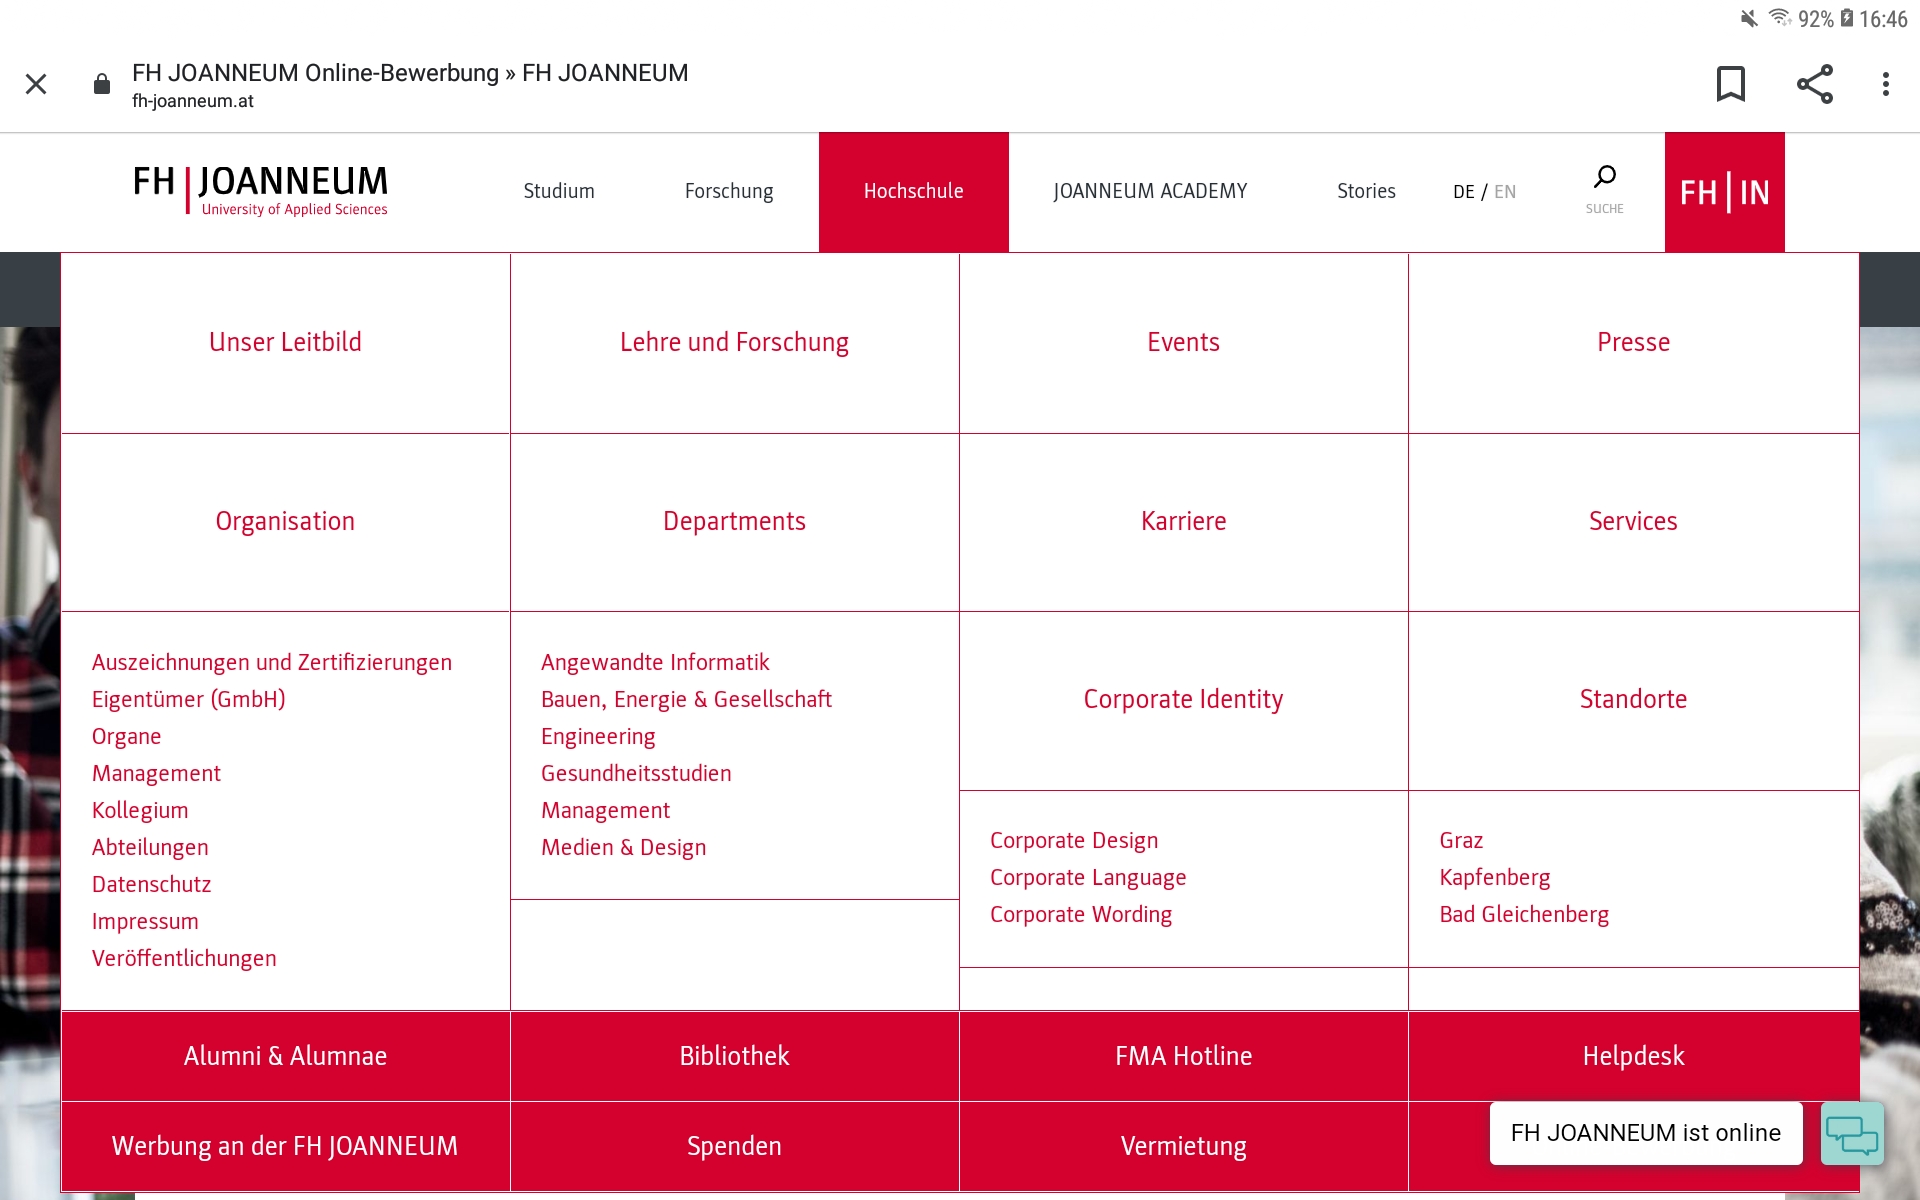 92% 16:46
FH JOANNEUM Online-Bewerbung » FH JOANNEUM
fh-joanneum.at
FH JOANNEUM
University of Applied Sciences
Studium
Forschung
Hochschule
JOANNEUM ACADEMY
Stories
DE / EN
SUCHE
FH IN
Unser Leitbild
Lehre und Forschung
Events
Presse
Organisation
Departments
Karriere
Services
Auszeichnungen und Zertifizierungen
Eigentümer (GmbH)
Organe
Management
Kollegium
Abteilungen
Datenschutz
Impressum
Veröffentlichungen
Angewandte Informatik
Bauen, Energie & Gesellschaft
Engineering
Gesundheitsstudien
Management
Medien & Design
Corporate Identity
Corporate Design
Corporate Language
Corporate Wording
Standorte
Graz
Kapfenberg
Bad Gleichenberg
Alumni & Alumnae
Bibliothek
FMA Hotline
Helpdesk
Werbung an der FH JOANNEUM
Spenden
Vermietung
FH JOANNEUM ist online